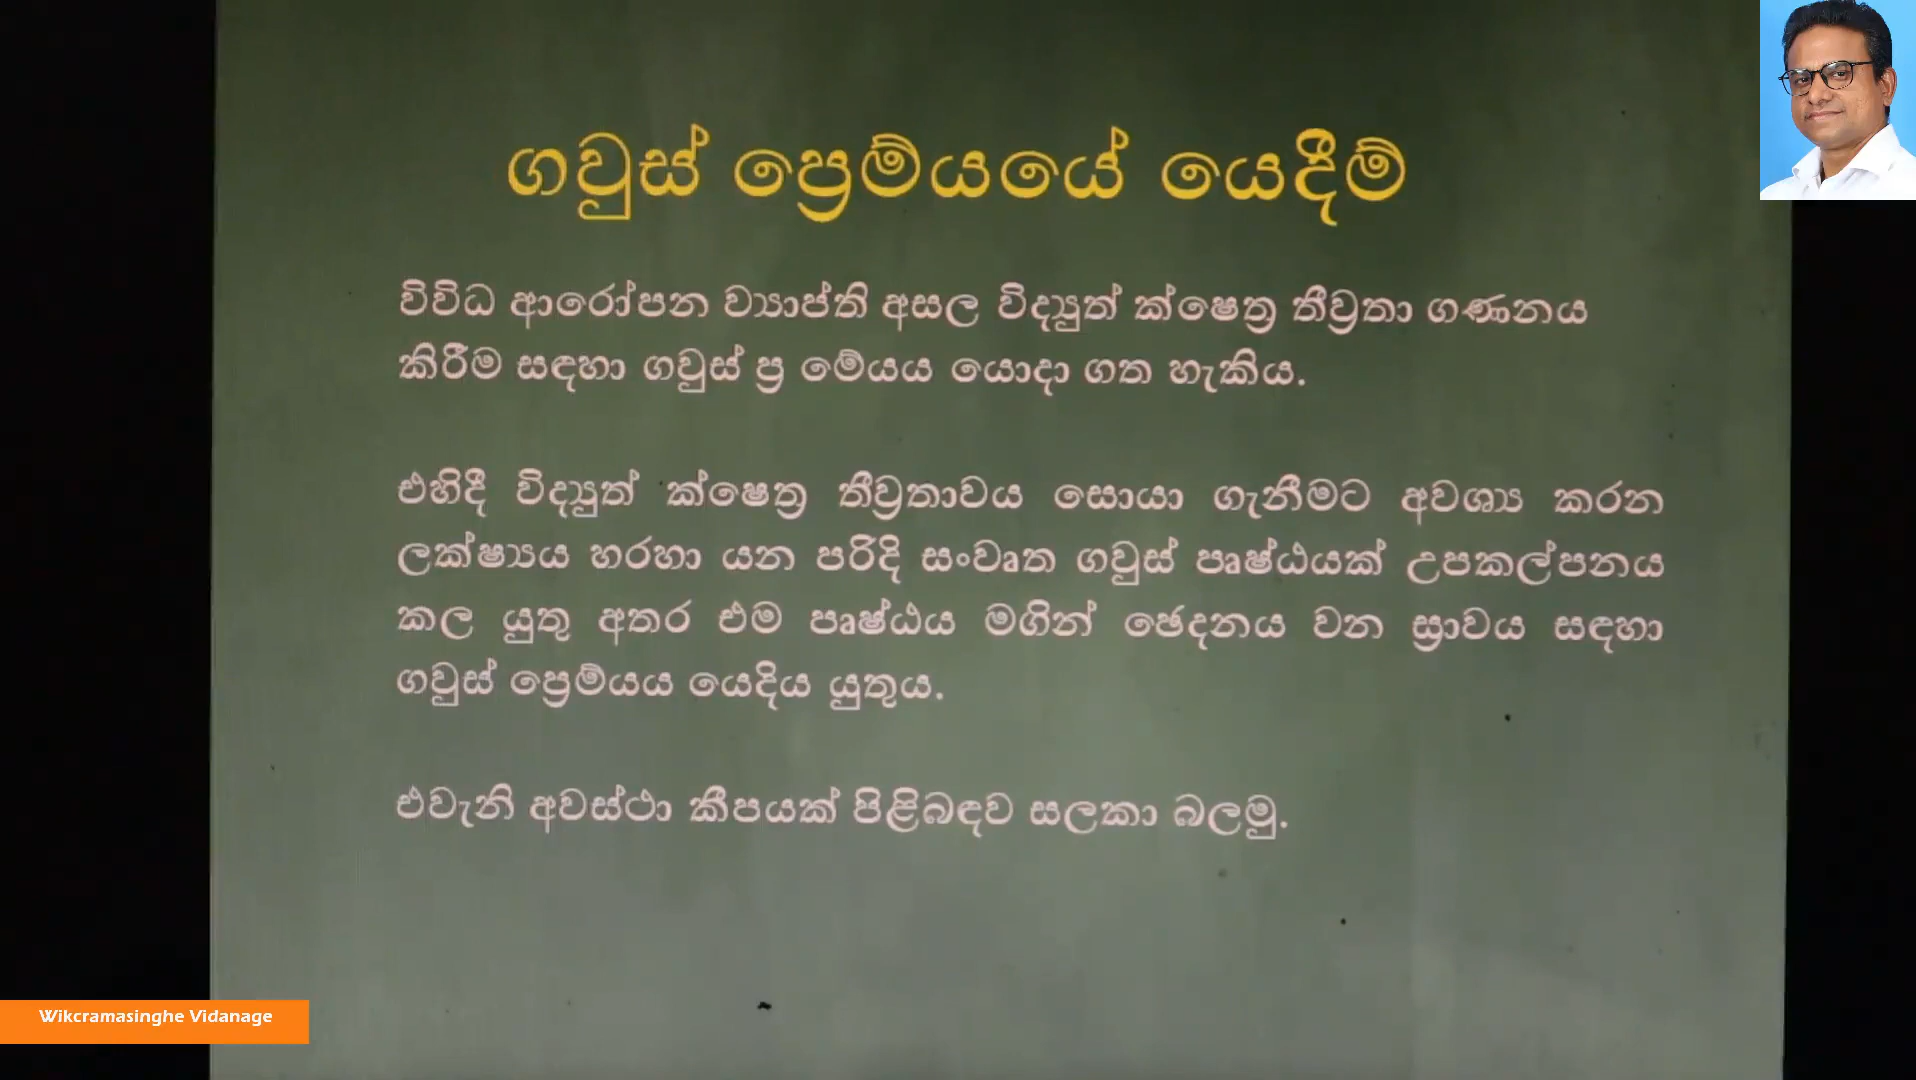 ගවුස් ප්‍රෙම්යයේ යෙදීම්
විවිධ ආරෝපන ව්‍යාප්ති අසල විද්‍යුත් ක්ෂෙත්‍ර තීව්‍රතා ගණනය
කිරීම සඳහා ගවුස් ප්‍ර මේයය යොදා ගත හැකිය.
එහිදී විද්‍යුත් ක්ෂෙත්‍ර තීව්‍රතාවය සොයා ගැනීමට අවශ්‍ය කරන
ලක්ෂ්‍යය හරහා යන පරිදි සංවෘත ගවුස් පෘෂ්ඨයක් උපකල්පනය
කල යුතු අතර එම පෘෂ්ඨය මගින් ඡෙදනය වන ස්‍රාවය සඳහා
ගවුස් ප්‍රෙම්යය යෙදිය යුතුය.
එවැනි අවස්ථා කීපයක් පිළිබඳව සලකා බලමු.
Wikcramasinghe Vidanage